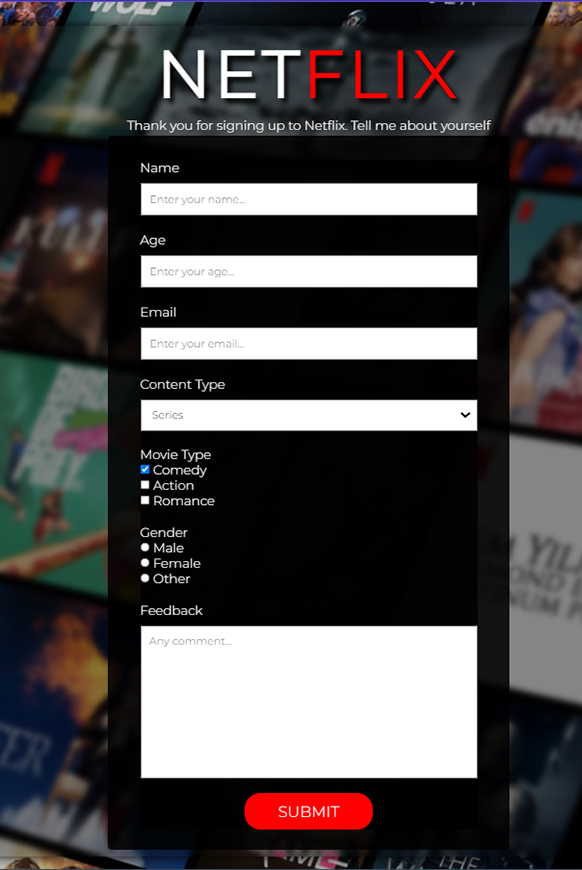 WOLF
NETFLIX
Thank you for signing up to Netflix. Tell me about yourself
Name
Enter your name...
Age
Enter your age...
Email
Enter your email...
Content Type
Series
Movie Type
Comedy
Action
Romance
Gender
Male
Female
Other
Feedback
Any comment...
SUBMIT